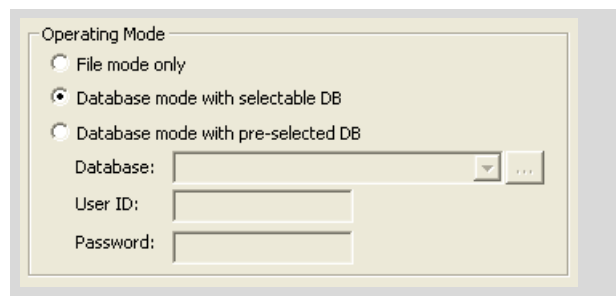 Operating Mode
File mode only
Database mode with selectable DB
Database mode with pre-selected DB
Database:
...
User ID:
Password: